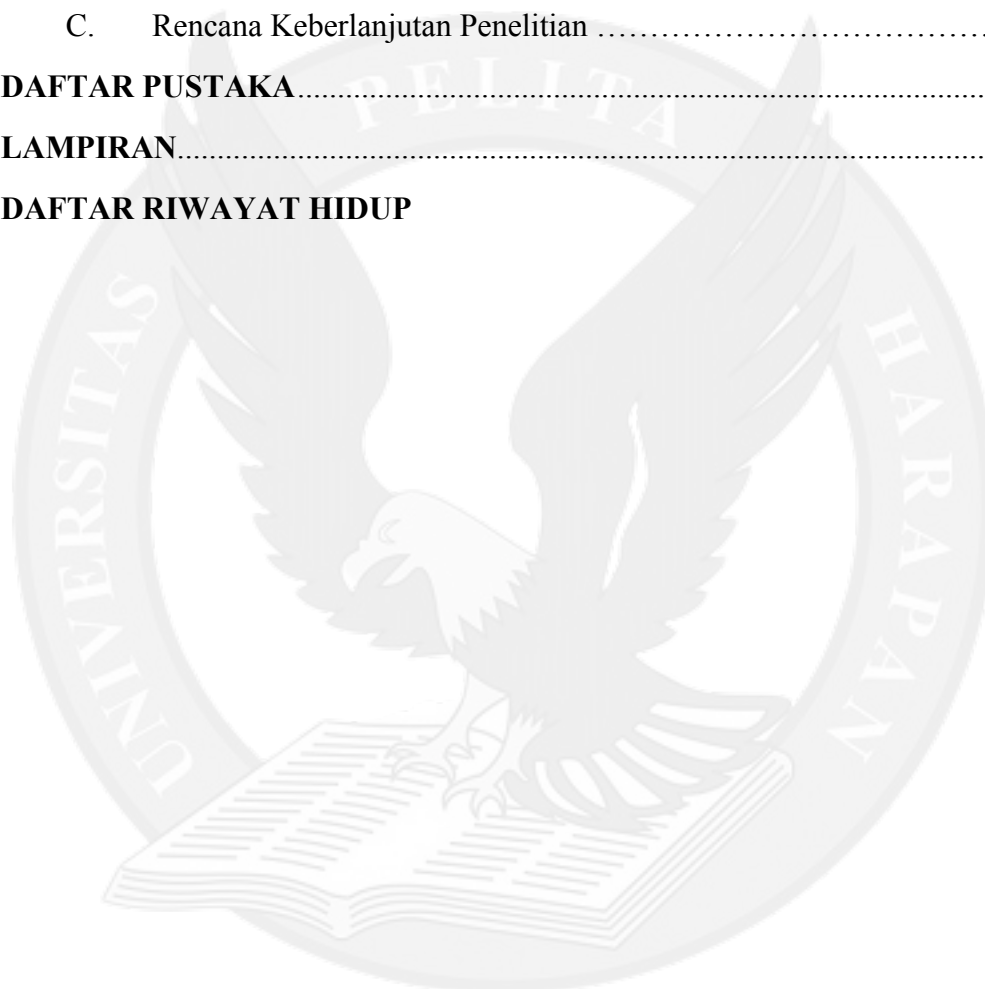 C. Rencana Keberlanjutan Penelitian ……………………………….
DAFTAR PUSTAKA....................................................................................
LAMPIRAN....................................................................................................
DAFTAR RIWAYAT HIDUP
UNIVERSITAS PELITA HARAPAN